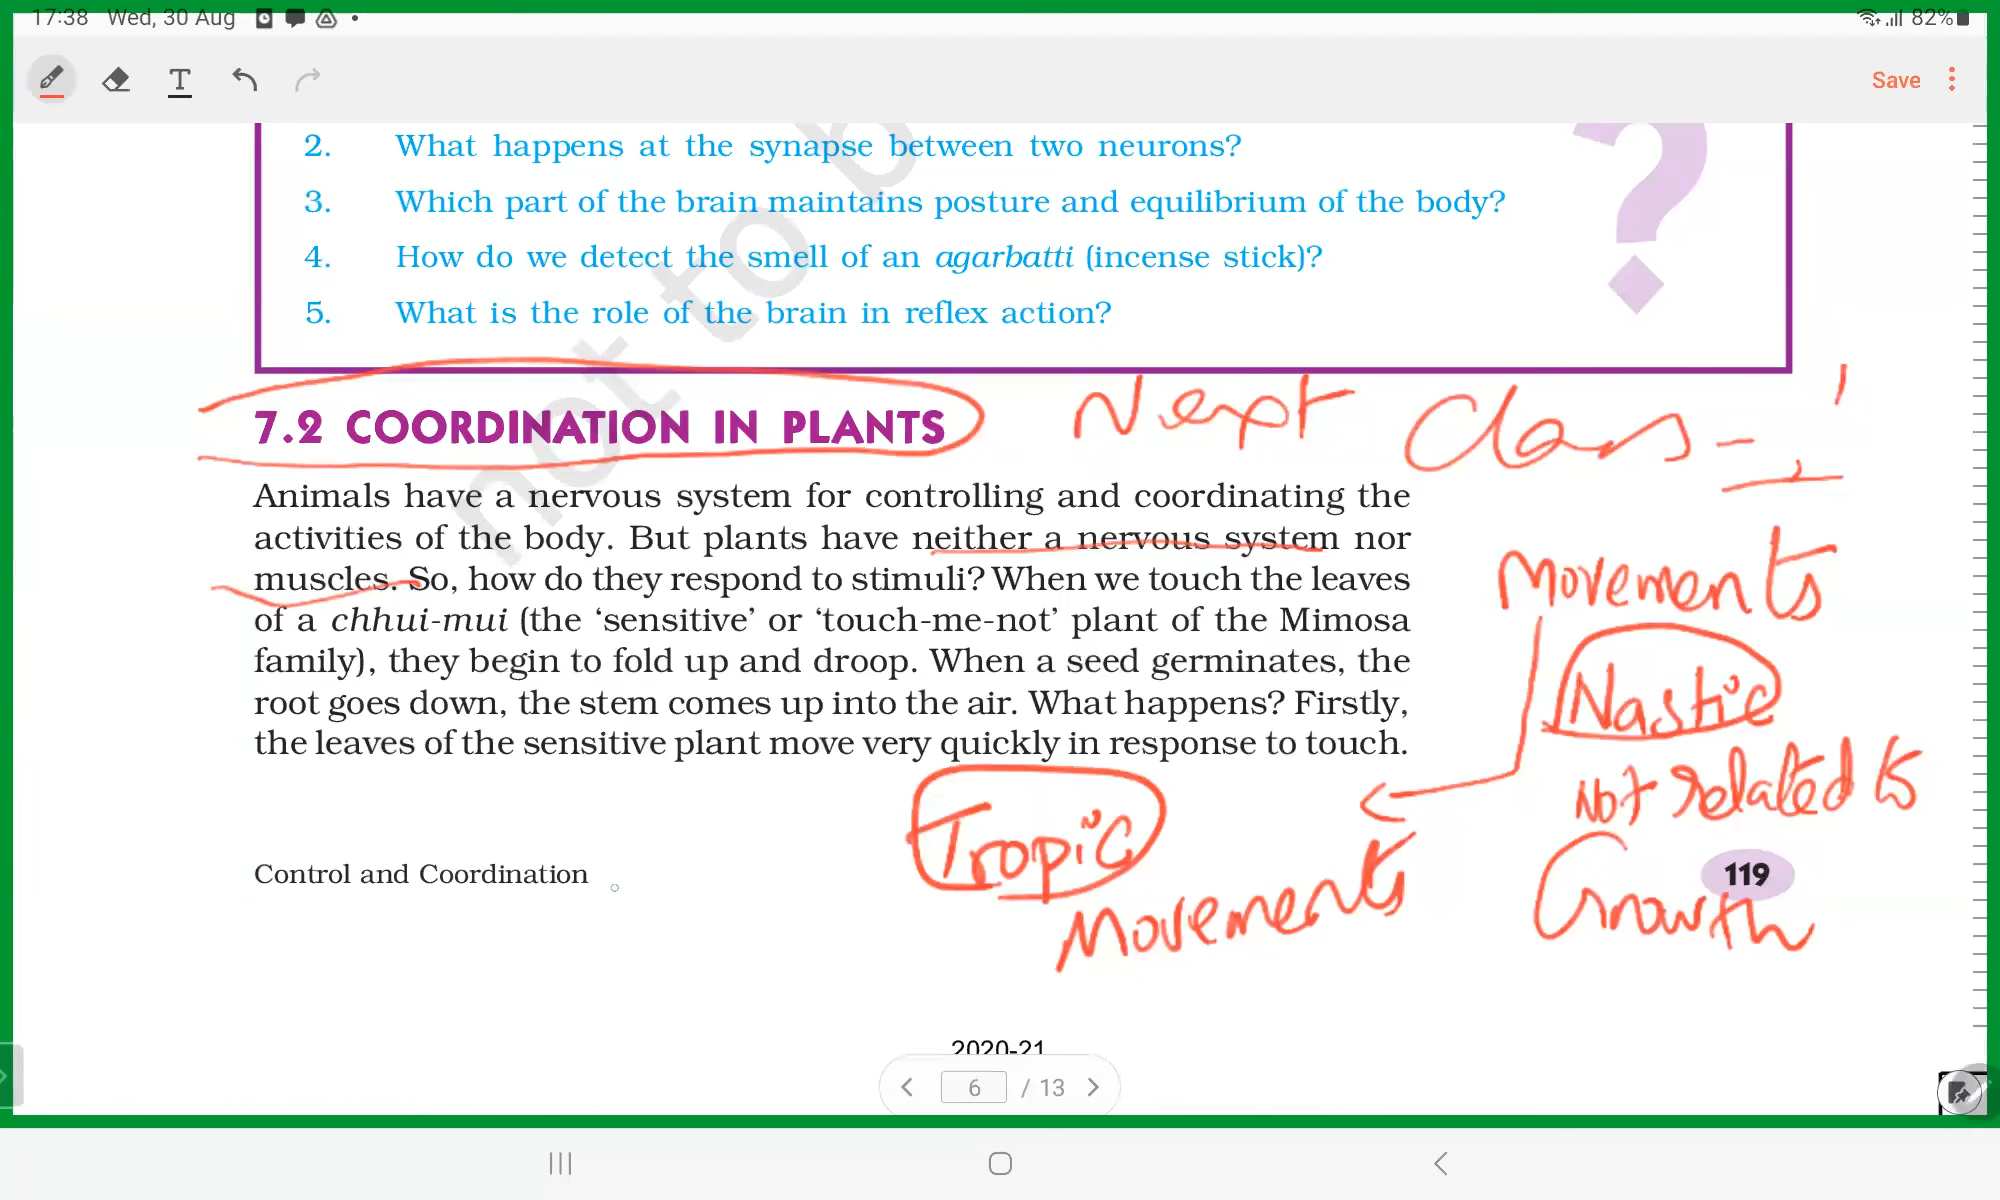 17:38 Wed, 30 Aug
82%
T
Save
2. What happens at the synapse between two neurons?
3. Which part of the brain maintains posture and equilibrium of the body?
4. How do we detect the smell of an agarbatti (incense stick)?
5. What is the role of the brain in reflex action?
?
not to b
7.2 COORDINATION IN PLANTS
Next Class -
Animals have a nervous system for controlling and coordinating the
activities of the body. But plants have neither a nervous system nor
muscles. So, how do they respond to stimuli? When we touch the leaves
of a chhui-mui (the ‘sensitive’ or ‘touch-me-not’ plant of the Mimosa
family), they begin to fold up and droop. When a seed germinates, the
root goes down, the stem comes up into the air. What happens? Firstly,
the leaves of the sensitive plant move very quickly in response to touch.
Movements
Nastic
Not related to
Growth
Tropic
Movements
Control and Coordination
119
2020-21
6 / 13